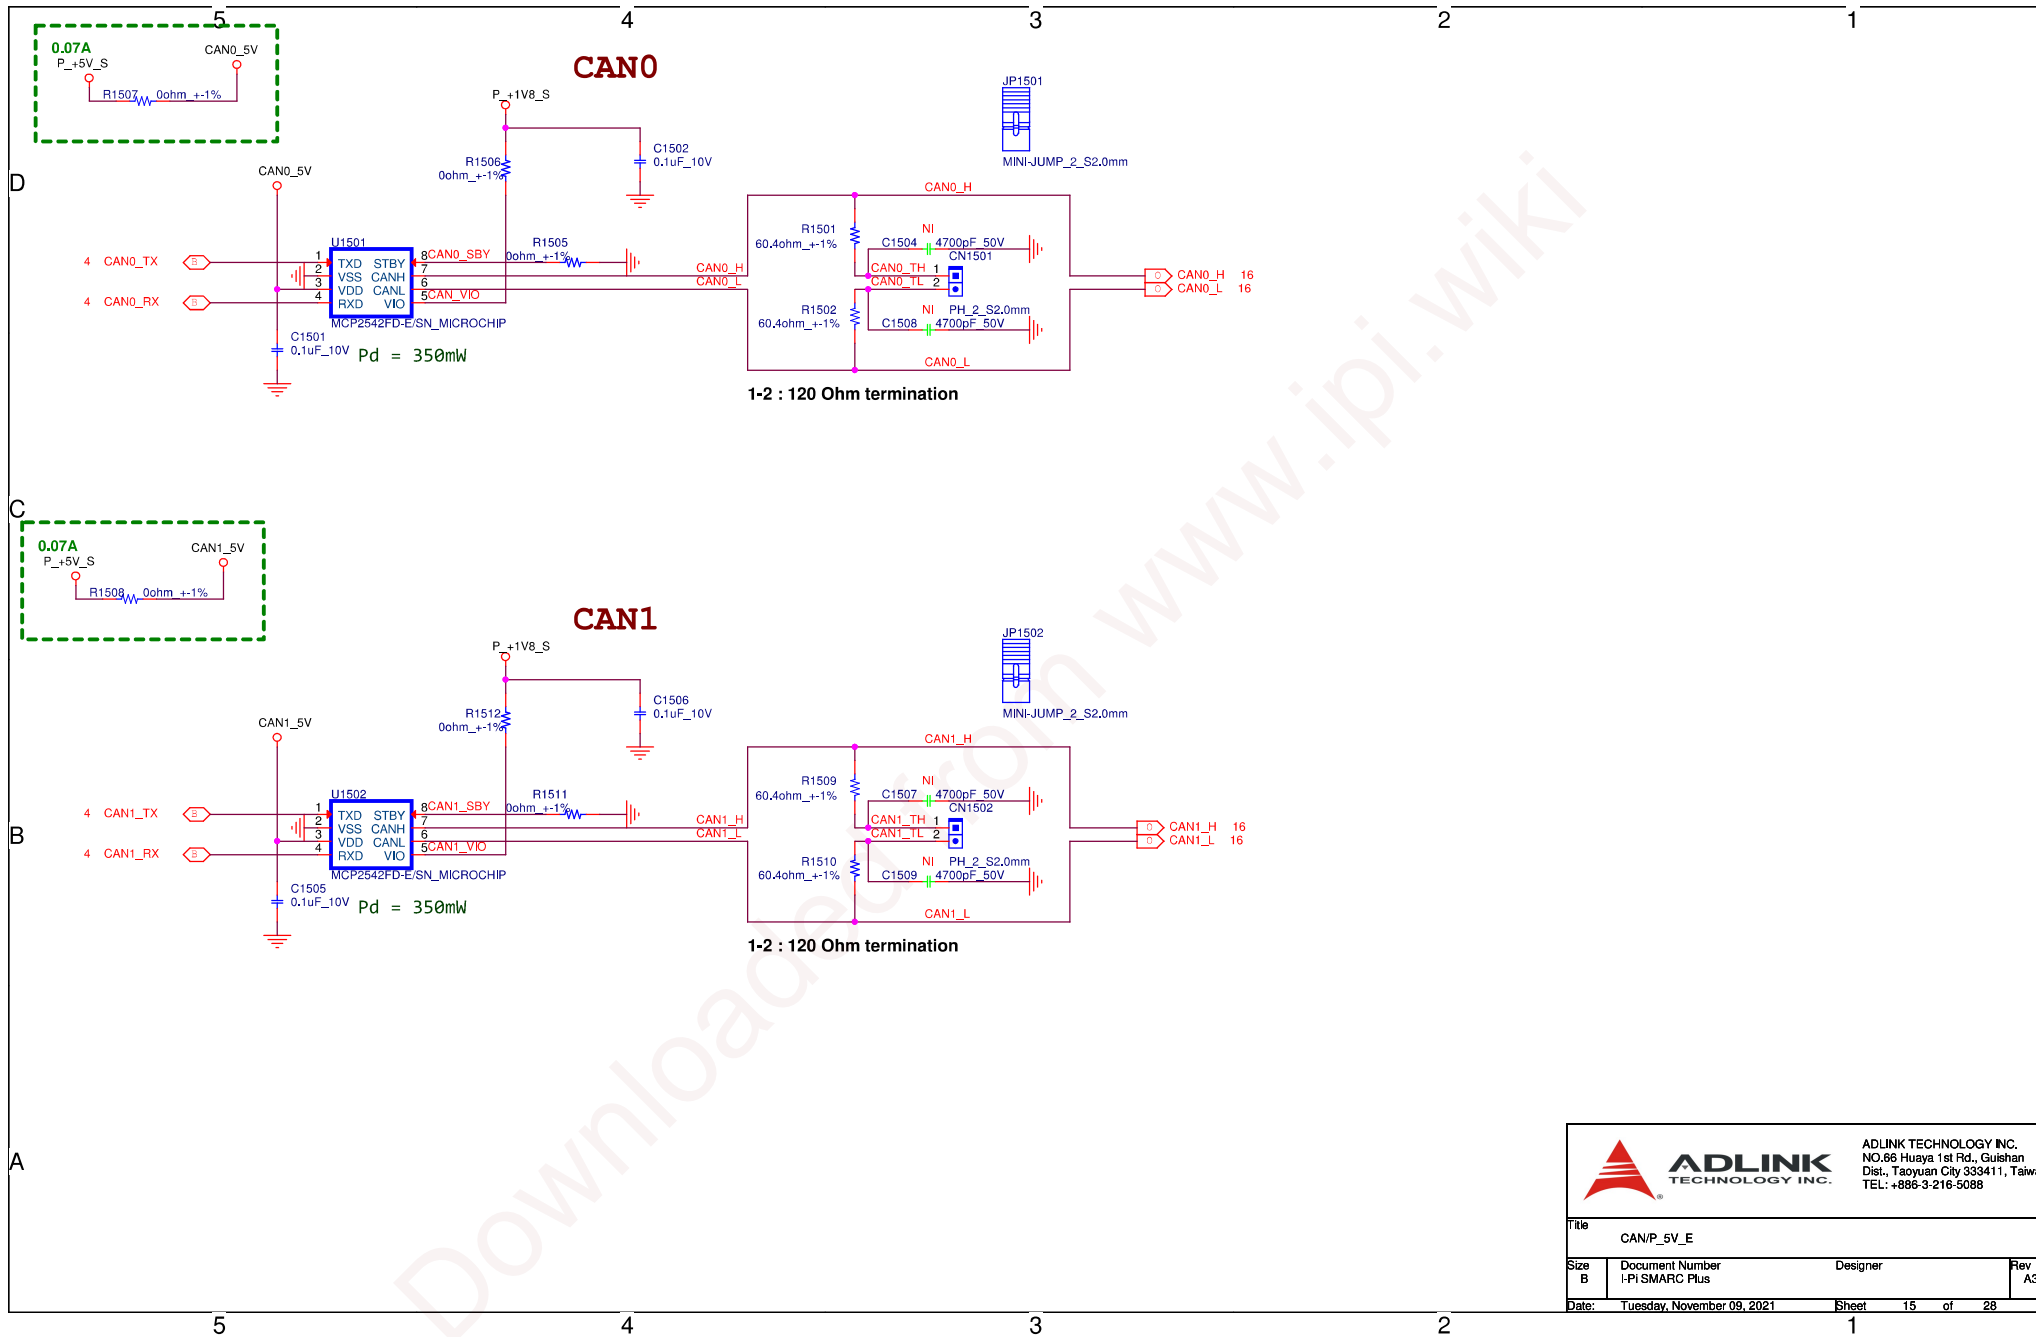 5 4 3 2 1
0.07A
P_+5V_S
CAN0_5V
R1507 0ohm_+-1%
CAN0
P_+1V8_S
C1502
0.1uF_10V
R1506
0ohm_+-1%
JP1501
MINI-JUMP_2_S2.0mm
D
CAN0_5V
CAN0_H
R1501
60.4ohm_+-1%
NI
C1504 4700pF_50V
CN1501
U1501
R1505
0ohm_+-1%
4 CAN0_TX
1 TXD STBY 8 CAN0_SBY
2 VSS CANH 7
3 VDD CANL 6
4 RXD VIO 5 CAN_VIO
4 CAN0_RX
CAN0_H
CAN0_L
CAN0_TH 1
CAN0_TL 2
CAN0_H 16
CAN0_L 16
MCP2542FD-E/SN_MICROCHIP
R1502
60.4ohm_+-1%
NI PH_2_S2.0mm
C1508 4700pF_50V
C1501
0.1uF_10V
Pd = 350mW
CAN0_L
1-2 : 120 Ohm termination
C
0.07A
P_+5V_S
CAN1_5V
R1508 0ohm_+-1%
CAN1
P_+1V8_S
C1506
0.1uF_10V
R1512
0ohm_+-1%
JP1502
MINI-JUMP_2_S2.0mm
CAN1_5V
CAN1_H
R1509
60.4ohm_+-1%
NI
C1507 4700pF_50V
CN1502
U1502
R1511
0ohm_+-1%
4 CAN1_TX
1 TXD STBY 8 CAN1_SBY
2 VSS CANH 7
3 VDD CANL 6
4 RXD VIO 5 CAN1_VIO
4 CAN1_RX
B
CAN1_H
CAN1_L
CAN1_TH 1
CAN1_TL 2
CAN1_H 16
CAN1_L 16
MCP2542FD-E/SN_MICROCHIP
R1510
60.4ohm_+-1%
NI PH_2_S2.0mm
C1509 4700pF_50V
C1505
0.1uF_10V
Pd = 350mW
CAN1_L
1-2 : 120 Ohm termination
A
Downloaded from www.ipi.wiki
ADLINK
TECHNOLOGY INC.
®
ADLINK TECHNOLOGY INC.
NO.66 Huaya 1st Rd., Guishan
Dist., Taoyuan City 333411, Taiw
TEL: +886-3-216-5088
Title
CAN/P_5V_E
Size Document Number Designer Rev
B I-Pi SMARC Plus A3
Date: Tuesday, November 09, 2021 Sheet 15 of 28
5 4 3 2 1